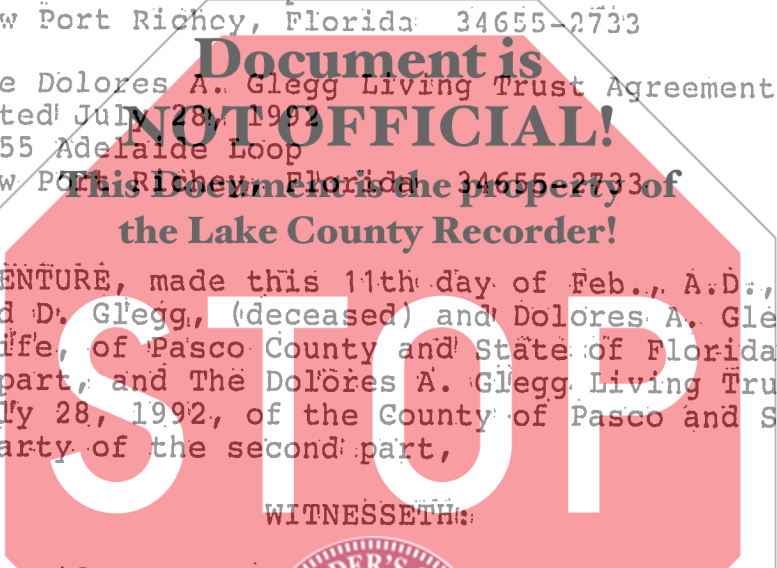 w Port Richey, Florida 34655-2733
Document is
e Dolores A. Glegg Living Trust Agreement
ted July 28, 1992
NOT OFFICIAL!
55 Adelaide Loop
w Port Richey, Florida 34655-2733
This Document is the property of
the Lake County Recorder!
ENTURE, made this 11th day of Feb., A.D.,
d D. Glegg, (deceased) and Dolores A. Gle
ife, of Pasco County and State of Florida
part, and The Dolores A. Glegg Living Tru
ly 28, 1992, of the County of Pasco and S
arty of the second part,
STOP
WITNESSETH:
DER'S